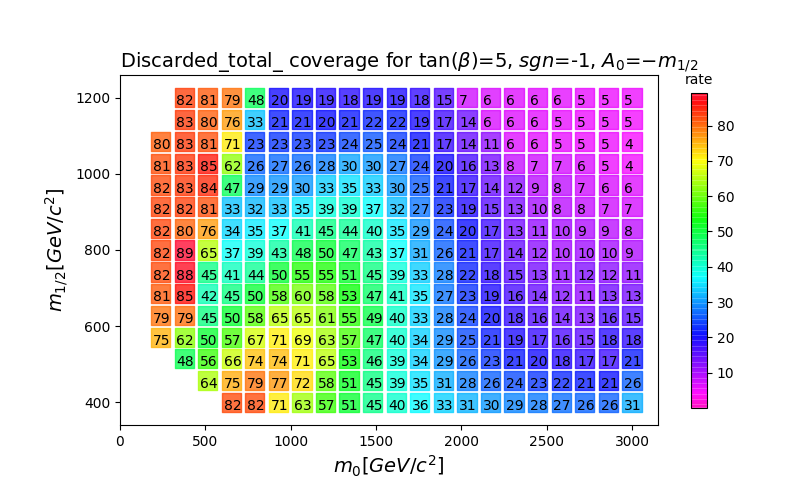 Discarded_total_ coverage for tan(β)=5, sgn=-1, A₀=−m₁/₂
rate
1200 82 81 79 48 20 19 19 18 19 19 18 15 7 6 6 6 6 5 5 5
83 80 76 33 21 21 20 21 22 22 19 17 14 6 6 6 5 5 5 5
80 83 81 71 23 23 23 23 24 25 24 21 17 14 11 6 6 5 5 5 4
1000 81 83 85 62 26 27 26 28 30 30 27 24 20 16 13 8 7 7 6 5 4
82 83 84 47 29 29 30 33 35 33 30 25 21 17 14 12 9 8 7 6 6
82 82 81 33 32 33 35 39 39 37 32 27 23 19 15 13 10 8 8 7 7
82 80 76 34 35 37 41 45 44 40 35 29 24 20 17 13 11 10 9 9 8
800 82 89 65 37 39 43 48 50 47 43 37 31 26 21 17 14 12 10 10 10 9
82 88 45 41 44 50 55 55 51 45 39 33 28 22 18 15 13 11 12 12 11
81 85 42 45 50 58 60 58 53 47 41 35 27 23 19 16 14 12 11 13 13
79 79 45 50 58 65 65 61 55 49 40 33 28 24 20 18 16 14 13 16 15
600 75 62 50 57 67 71 69 63 57 47 40 29 25 21 19 17 16 15 18 18
48 56 66 74 74 71 65 53 46 39 34 29 26 23 21 20 18 17 17 21
64 75 79 77 72 58 51 45 39 35 31 28 26 24 23 22 21 21 26
400 82 82 71 63 57 51 45 40 36 33 31 30 29 28 27 26 26 31
0 500 1000 1500 2000 2500 3000
m₀[GeV/c²]
m₁/₂[GeV/c²]
80
70
60
50
40
30
20
10